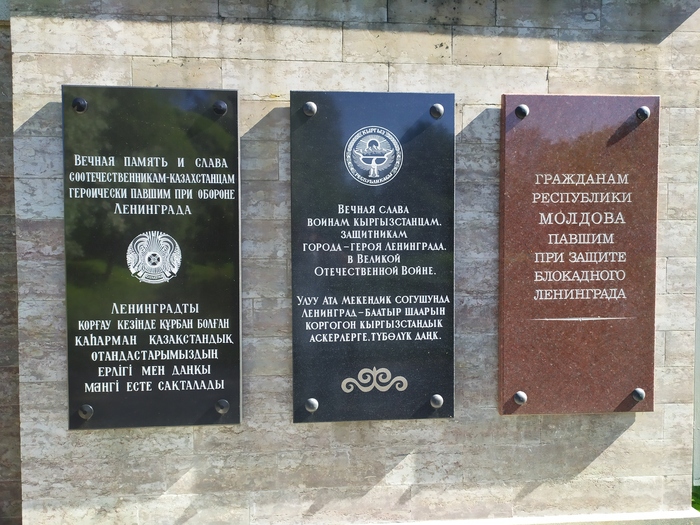 Вечная память и слава
соотечественникам-казахстанцам
героически павшим при обороне
Ленинграда
Ленинградты
қорғау кезінде құрбан болған
қаһарман қазақстандық
отандастарымыздың
ерлігі мен даңқы
мәңгі есте сақталады
Вечная слава
воинам кыргызстанцам,
защитникам
города-героя Ленинграда,
в Великой
Отечественной Войне.
Улуу Ата Мекендик согушунда
Ленинград-баатыр шаарын
коргогон кыргызстандык
аскерлерге, түбөлүк даңк.
ГРАЖДАНАМ
РЕСПУБЛИКИ
МОЛДОВА
ПАВШИМ
ПРИ ЗАЩИТЕ
БЛОКАДНОГО
ЛЕНИНГРАДА